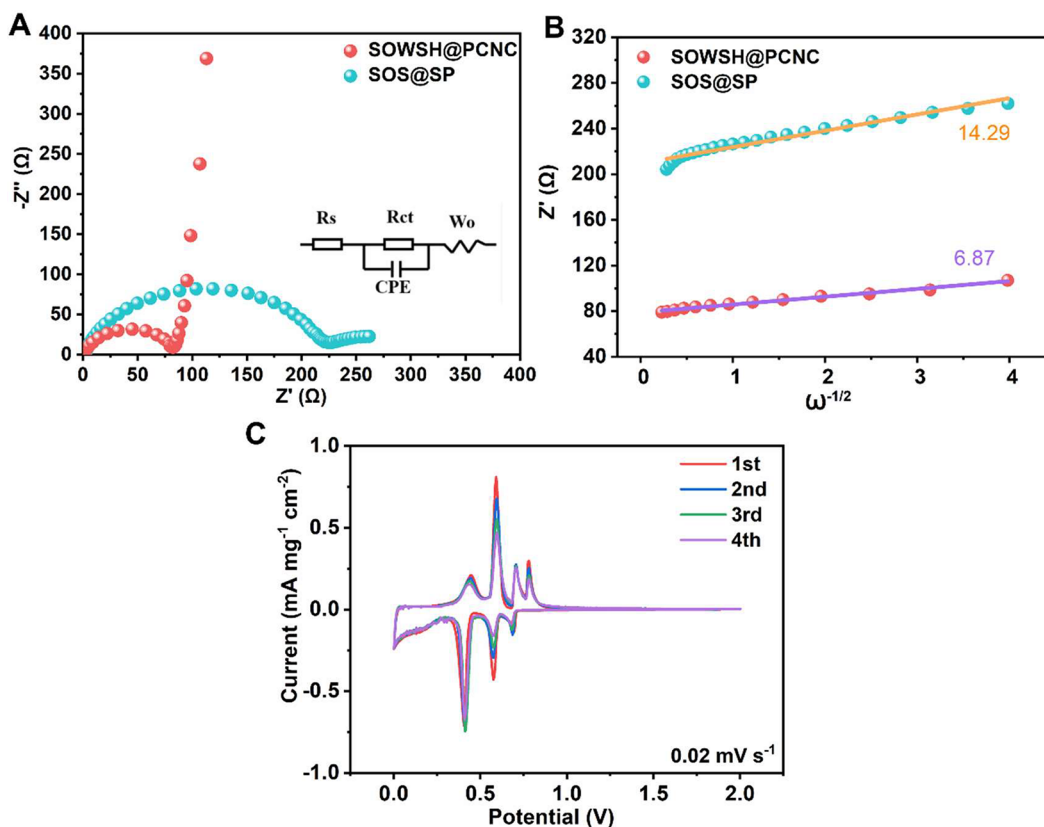 A
400
350
300
250
200
150
100
50
0
-Z" (Ω)
SOWSH@PCNC
SOS@SP
Rs
Rct
Wo
CPE
0 50 100 150 200 250 300 350 400
Z' (Ω)
B
320
280
240
200
160
120
80
40
Z' (Ω)
SOWSH@PCNC
SOS@SP
14.29
6.87
0 1 2 3 4
ω-1/2
C
1.0
0.5
0.0
-0.5
-1.0
Current (mA mg-1 cm-2)
1st
2nd
3rd
4th
0.02 mV s-1
0.0 0.5 1.0 1.5 2.0
Potential (V)